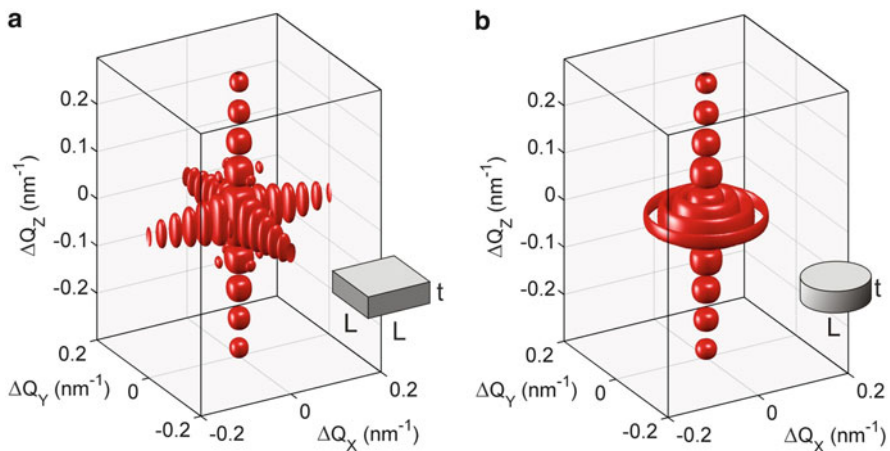 a
0.2
0.1
0
-0.1
-0.2
ΔQZ (nm-1)
0.2
0
-0.2
ΔQY (nm-1)
-0.2
0
0.2
ΔQX (nm-1)
L
L
t
b
0.2
0.1
0
-0.1
-0.2
ΔQZ (nm-1)
0.2
0
-0.2
ΔQY (nm-1)
-0.2
0
0.2
ΔQX (nm-1)
L
t